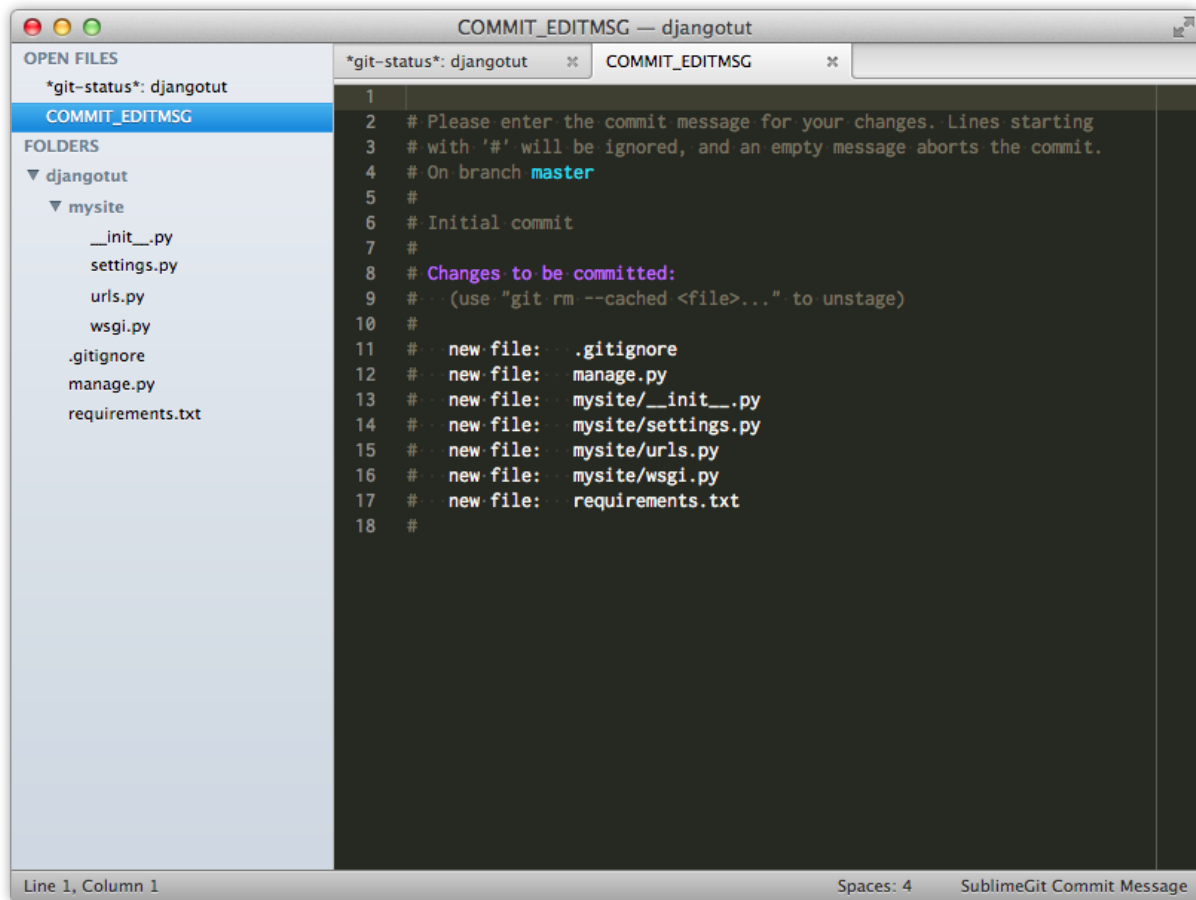 COMMIT_EDITMSG — djangotut
OPEN FILES
*git-status*: djangotut
COMMIT_EDITMSG
FOLDERS
djangotut
mysite
__init__.py
settings.py
urls.py
wsgi.py
.gitignore
manage.py
requirements.txt
*git-status*: djangotut
COMMIT_EDITMSG
1
2 # Please enter the commit message for your changes. Lines starting
3 # with '#' will be ignored, and an empty message aborts the commit.
4 # On branch master
5 #
6 # Initial commit
7 #
8 # Changes to be committed:
9 #   (use "git rm --cached <file>..." to unstage)
10 #
11 #   new file:   .gitignore
12 #   new file:   manage.py
13 #   new file:   mysite/__init__.py
14 #   new file:   mysite/settings.py
15 #   new file:   mysite/urls.py
16 #   new file:   mysite/wsgi.py
17 #   new file:   requirements.txt
18 #
Line 1, Column 1
Spaces: 4
SublimeGit Commit Message